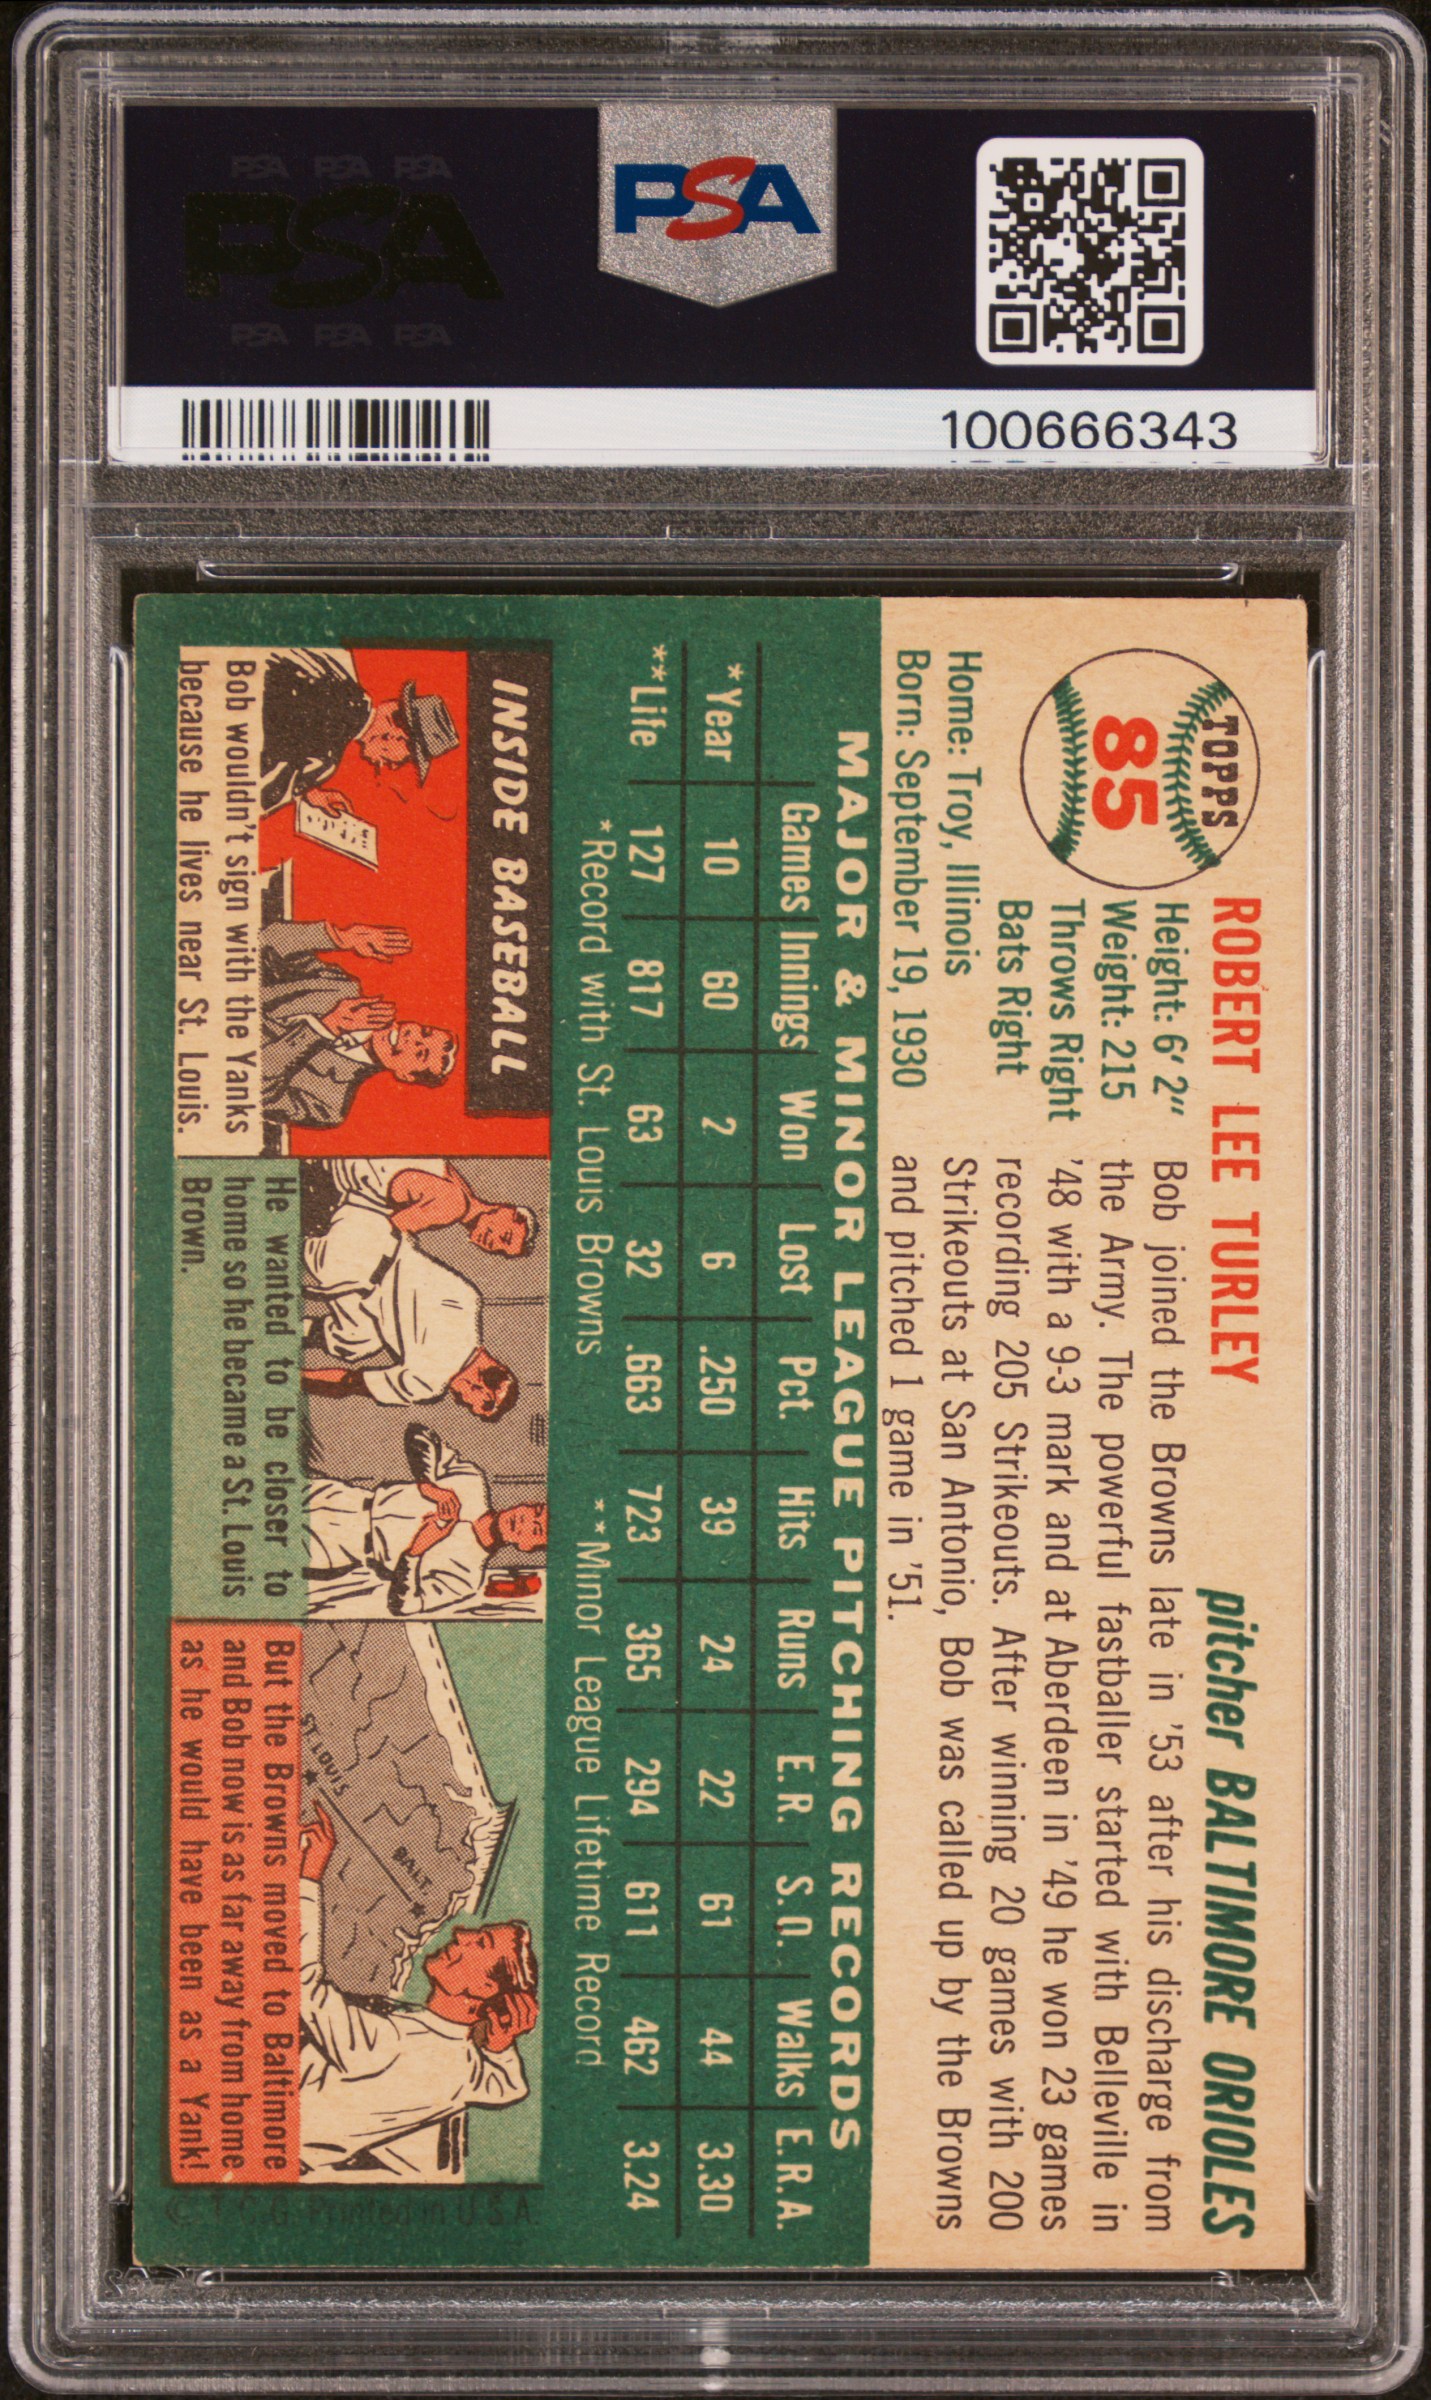 PSA PSA PSA
PSA
PSA PSA PSA
PSA
100666343
TOPPS
85
ROBERT LEE TURLEY
pitcher BALTIMORE ORIOLES
Height: 6' 2"
Weight: 215
Throws Right
Bats Right
Home: Troy, Illinois
Born: September 19, 1930
Bob joined the Browns late in '53 after his discharge from
the Army. The powerful fastballer started with Belleville in
'48 with a 9-3 mark and at Aberdeen in '49 he won 23 games
recording 205 Strikeouts. After winning 20 games with 200
Strikeouts at San Antonio, Bob was called up by the Browns
and pitched 1 game in '51.
MAJOR & MINOR LEAGUE PITCHING RECORDS
Games Innings Won Lost Pct. Hits Runs E.R. S.O. Walks E.R.A.
*Year 10 60 2 6 .250 39 24 22 61 44 3.30
**Life 127 817 63 32 .663 723 365 294 611 462 3.24
*Record with St. Louis Browns **Minor League Lifetime Record
INSIDE BASEBALL
Bob wouldn't sign with the Yanks
because he lives near St. Louis.
He wanted to be closer to
home so he became a St. Louis
Brown.
ST. LOUIS
BALT.
But the Browns moved to Baltimore
and Bob now is as far away from home
as he would have been as a Yank!
© T. C. G. Printed in U.S.A.